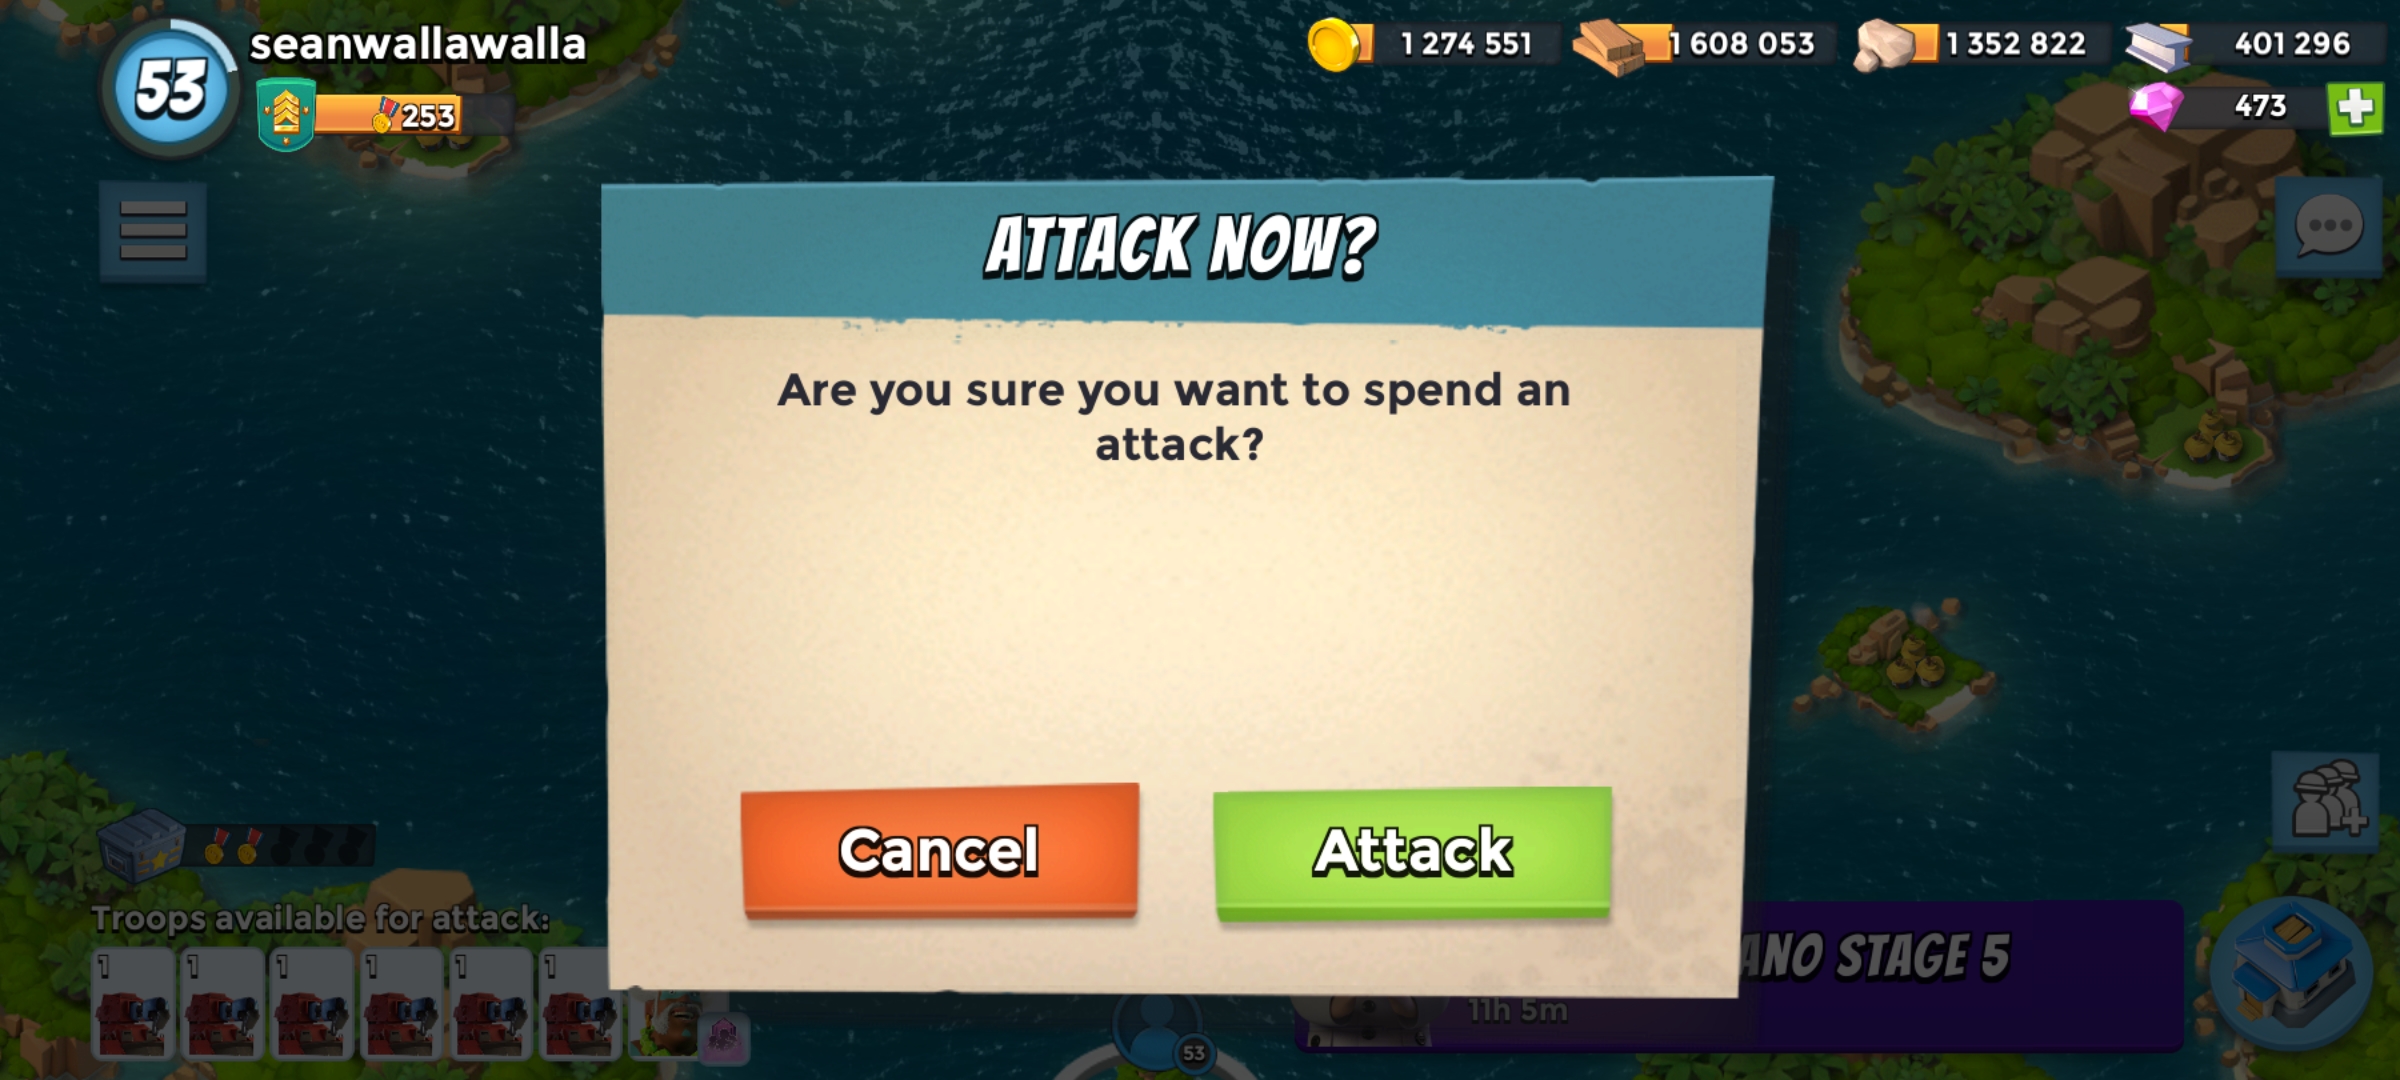 53
seanwallawalla
253
1 274 551
1 608 053
1 352 822
401 296
473
ATTACK NOW?
Are you sure you want to spend an
attack?
Cancel
Attack
Troops available for attack:
1 1 1 1 1 1
ANO STAGE 5
11h 5m
53